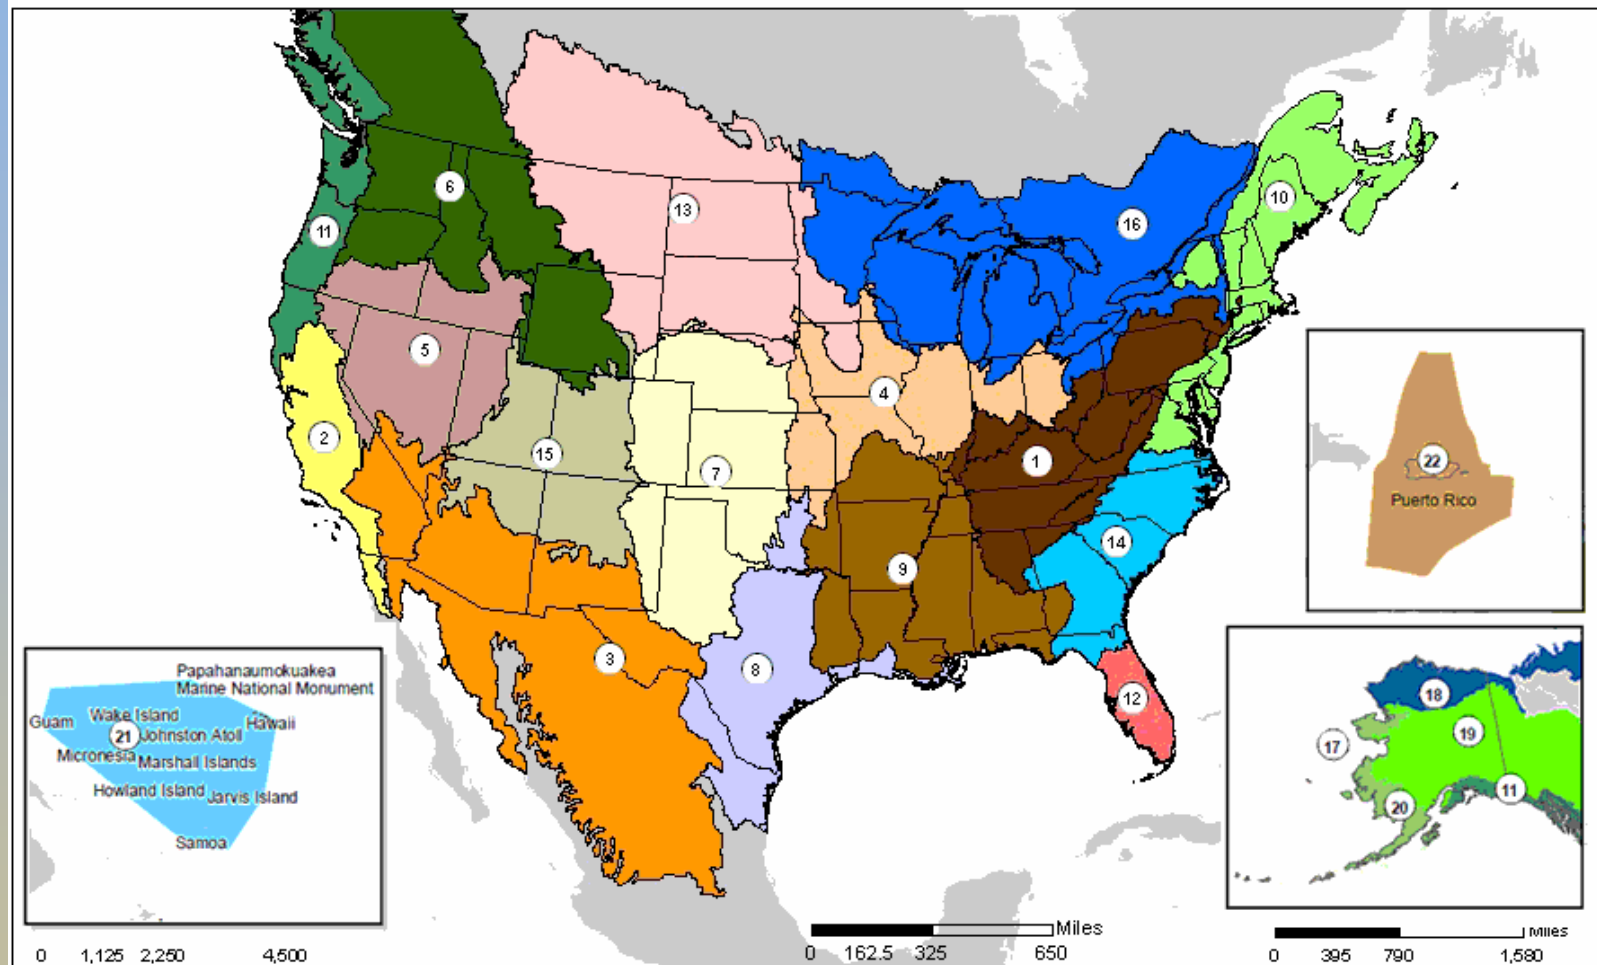 6
13
11
16
10
5
4
2
15
7
1
22
Puerto Rico
14
9
3
8
12
Papahanaumokuakea
Marine National Monument
Guam
Wake Island
Hawaii
21
Johnston Atoll
Micronesia
Marshall Islands
Howland Island
Jarvis Island
Samoa
18
19
17
20
11
0 1,125 2,250 4,500
Miles
0 162.5 325 650
Miles
0 395 790 1,580